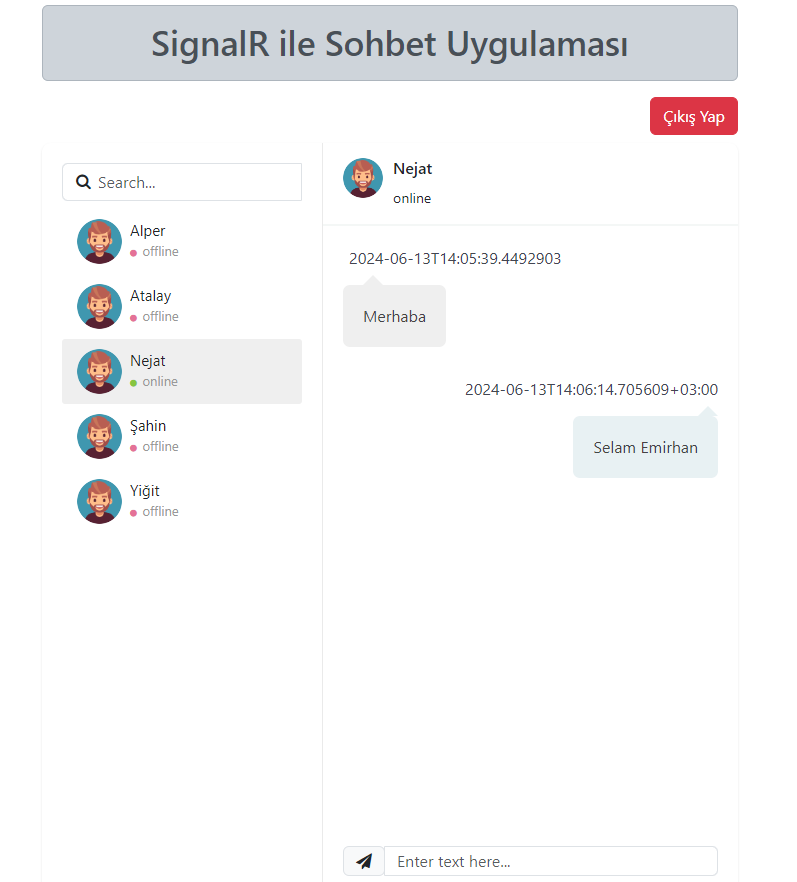 SignalR ile Sohbet Uygulaması
Çıkış Yap
Search...
Alper
offline
Atalay
offline
Nejat
online
Şahin
offline
Yiğit
offline
Nejat
online
2024-06-13T14:05:39.4492903
Merhaba
2024-06-13T14:06:14.705609+03:00
Selam Emirhan
Enter text here...